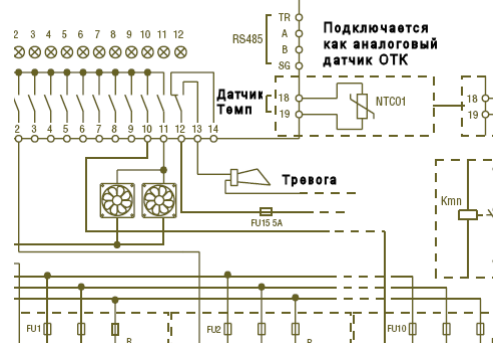 TR
RS485
A
B
SG
Подключается
как аналоговый
датчик ОТК
2 3 4 5 6 7 8 9 10 11 12
Датчик
Темп
18
19
NTC01
18
19
2 3 4 5 6 7 8 9 10 11 12 13 14
Тревога
Kmn
FU15 5A
FU1
FU2
FU10